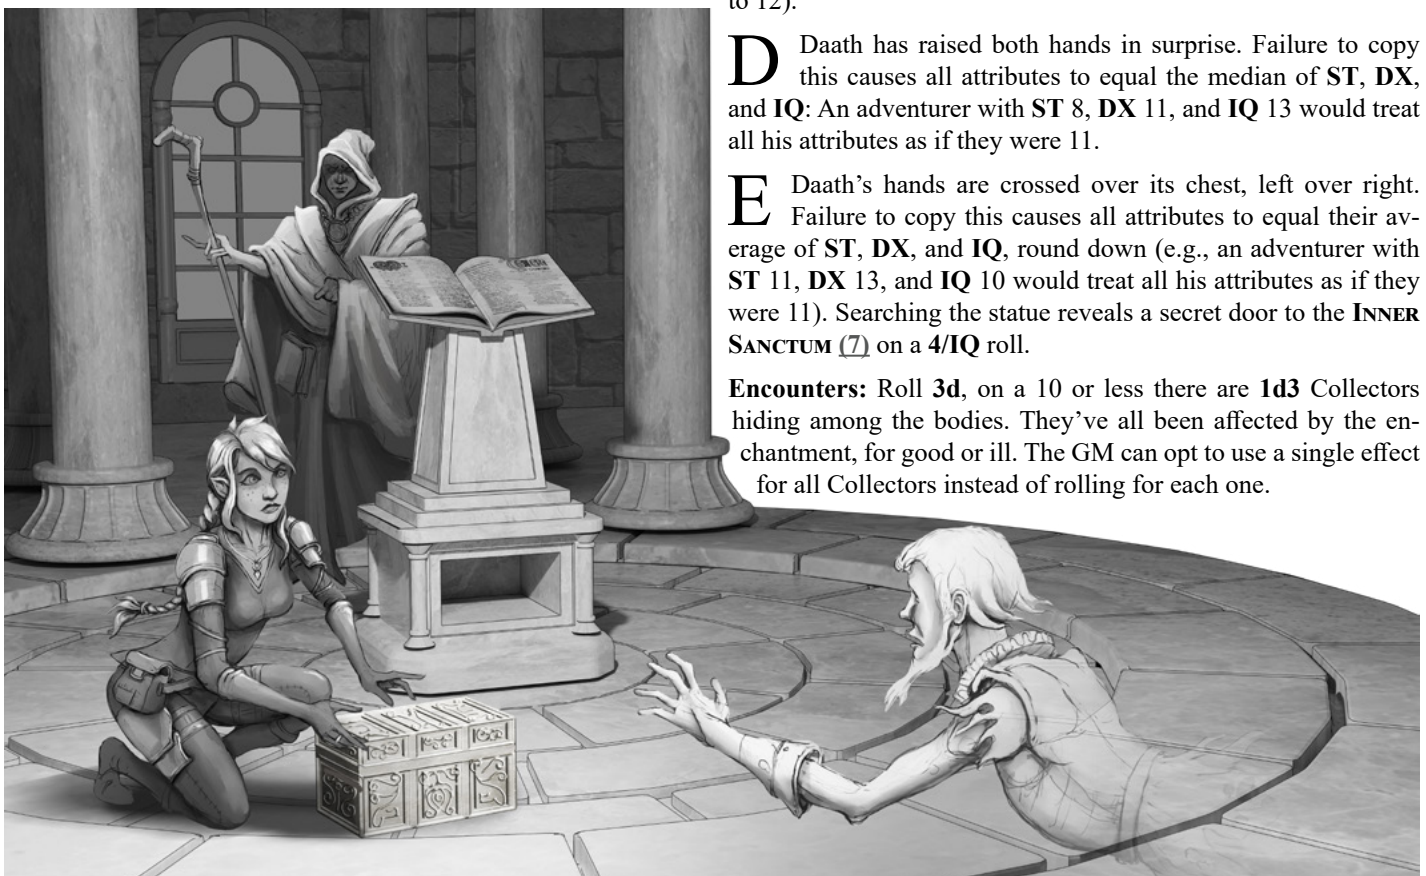 to 12).
D Daath has raised both hands in surprise. Failure to copy
this causes all attributes to equal the median of ST, DX,
and IQ: An adventurer with ST 8, DX 11, and IQ 13 would treat
all his attributes as if they were 11.
E Daath’s hands are crossed over its chest, left over right.
Failure to copy this causes all attributes to equal their av-
erage of ST, DX, and IQ, round down (e.g., an adventurer with
ST 11, DX 13, and IQ 10 would treat all his attributes as if they
were 11). Searching the statue reveals a secret door to the INNER
SANCTUM (7) on a 4/IQ roll.
Encounters: Roll 3d, on a 10 or less there are 1d3 Collectors
hiding among the bodies. They’ve all been affected by the en-
chantment, for good or ill. The GM can opt to use a single effect
for all Collectors instead of rolling for each one.